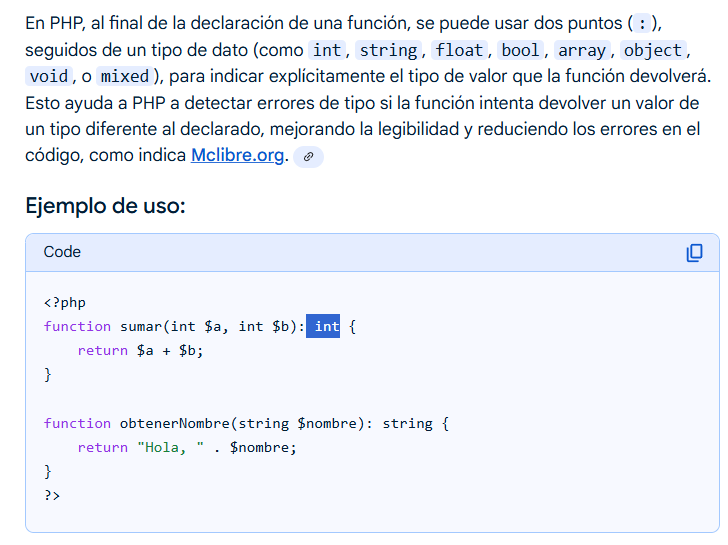 En PHP, al final de la declaración de una función, se puede usar dos puntos ( : ),
seguidos de un tipo de dato (como int, string, float, bool, array, object,
void, o mixed), para indicar explícitamente el tipo de valor que la función devolverá.
Esto ayuda a PHP a detectar errores de tipo si la función intenta devolver un valor de
un tipo diferente al declarado, mejorando la legibilidad y reduciendo los errores en el
código, como indica Mclibre.org.
Ejemplo de uso:
Code
<?php
function sumar(int $a, int $b): int {
    return $a + $b;
}
function obtenerNombre(string $nombre): string {
    return "Hola, " . $nombre;
}
?>